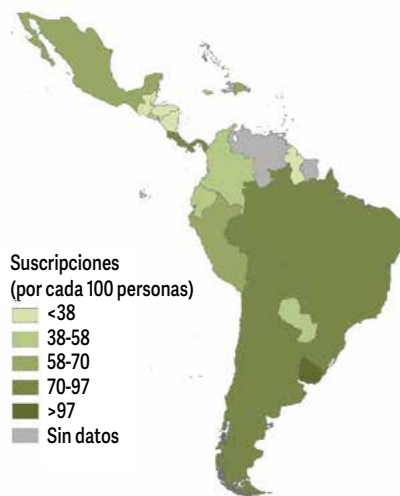 Suscripciones
(por cada 100 personas)
<38
38-58
58-70
70-97
>97
Sin datos